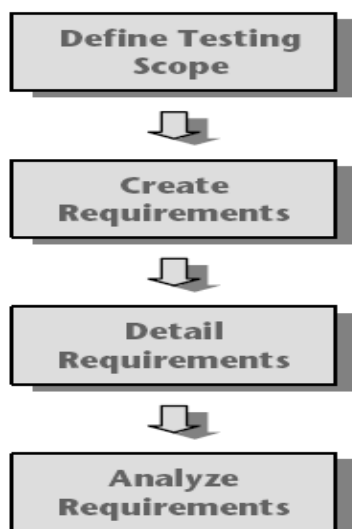 Define Testing
Scope
Create
Requirements
Detail
Requirements
Analyze
Requirements